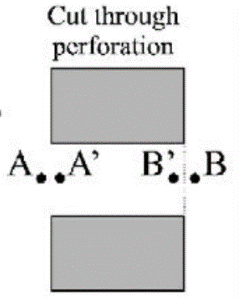 Cut through
perforation
A A’ B’ B